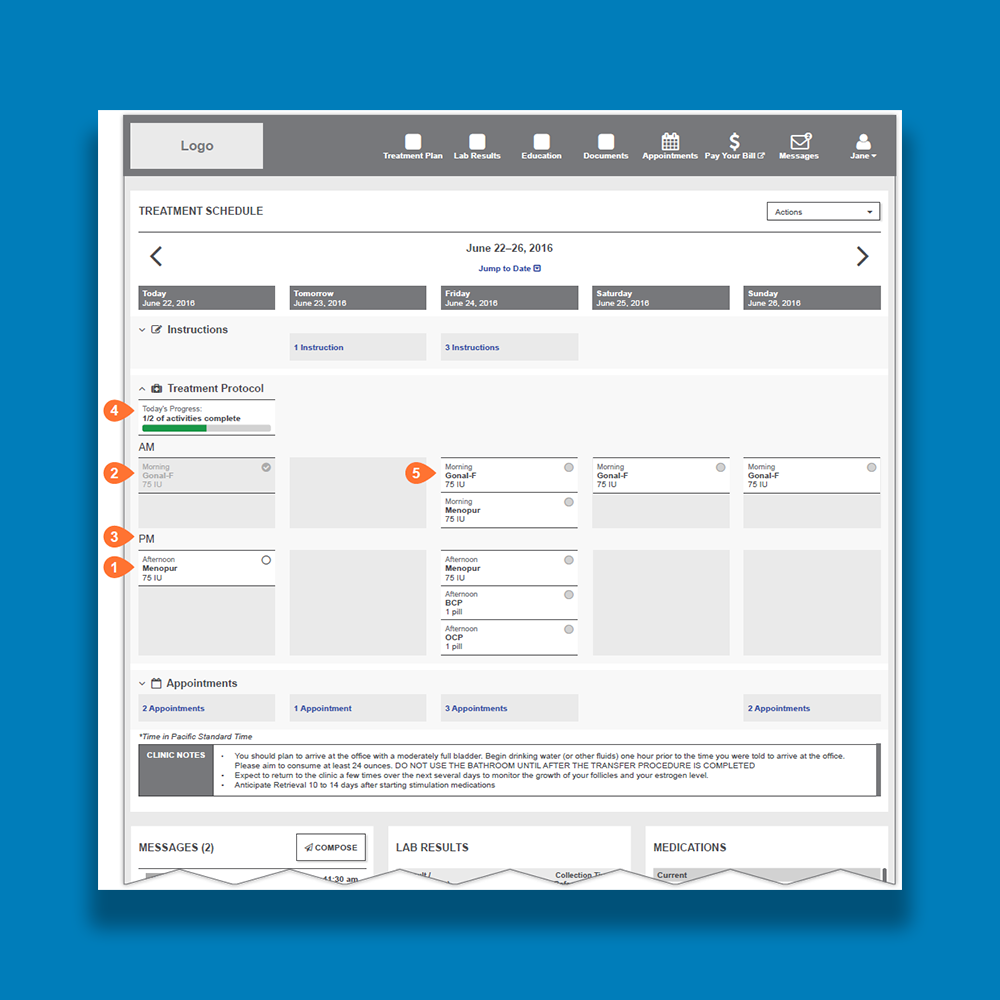 Logo
Treatment Plan
Lab Results
Education
Documents
Appointments
Pay Your Bill
Messages
Jane
TREATMENT SCHEDULE
Actions
June 22–26, 2016
Jump to Date
Today
June 22, 2016
Tomorrow
June 23, 2016
Friday
June 24, 2016
Saturday
June 25, 2016
Sunday
June 26, 2016
Instructions
1 Instruction
3 Instructions
Treatment Protocol
4
Today's Progress:
1/2 of activities complete
AM
2
Morning
Gonal-F
75 IU
5
Morning
Gonal-F
75 IU
Morning
Menopur
75 IU
Morning
Gonal-F
75 IU
Morning
Gonal-F
75 IU
3
PM
1
Afternoon
Menopur
75 IU
Afternoon
Menopur
75 IU
Afternoon
BCP
1 pill
Afternoon
OCP
1 pill
Appointments
2 Appointments
1 Appointment
3 Appointments
2 Appointments
*Time in Pacific Standard Time
CLINIC NOTES
• You should plan to arrive at the office with a moderately full bladder. Begin drinking water (or other fluids) one hour prior to the time you were told to arrive at the office.
Please aim to consume at least 24 ounces. DO NOT USE THE BATHROOM UNTIL AFTER THE TRANSFER PROCEDURE IS COMPLETED
• Expect to return to the clinic a few times over the next several days to monitor the growth of your follicles and your estrogen level.
• Anticipate Retrieval 10 to 14 days after starting stimulation medications
MESSAGES (2)
COMPOSE
11:30 am
LAB RESULTS
Collection
MEDICATIONS
Current